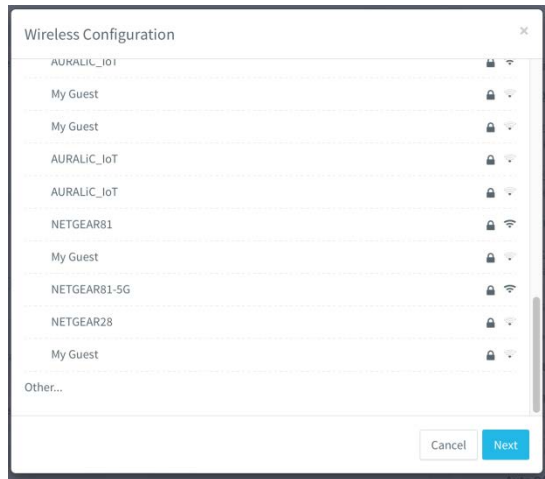 Wireless Configuration
AURALiC_IoT
My Guest
My Guest
AURALiC_IoT
AURALiC_IoT
NETGEAR81
My Guest
NETGEAR81-5G
NETGEAR28
My Guest
Other...
Cancel
Next